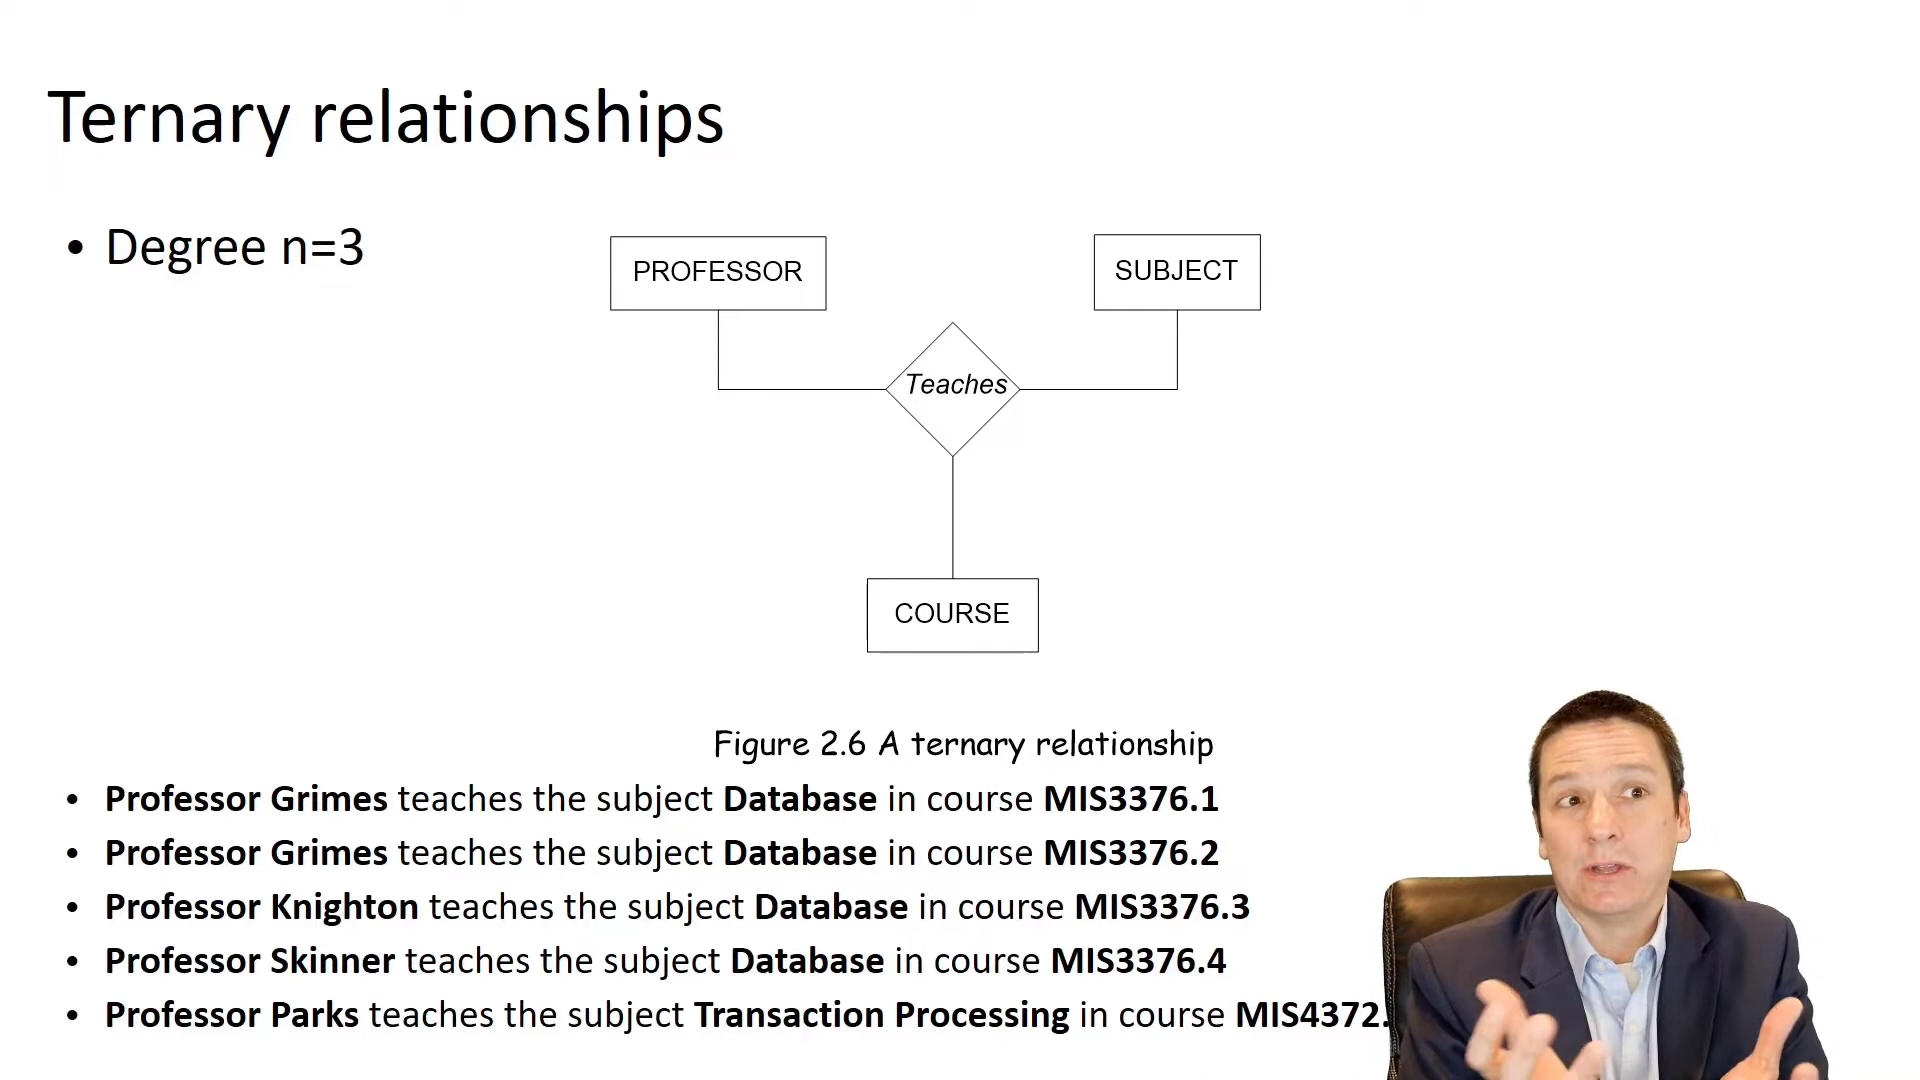 Ternary relationships
• Degree n=3
PROFESSOR
SUBJECT
Teaches
COURSE
Figure 2.6 A ternary relationship
• Professor Grimes teaches the subject Database in course MIS3376.1
• Professor Grimes teaches the subject Database in course MIS3376.2
• Professor Knighton teaches the subject Database in course MIS3376.3
• Professor Skinner teaches the subject Database in course MIS3376.4
• Professor Parks teaches the subject Transaction Processing in course MIS4372.